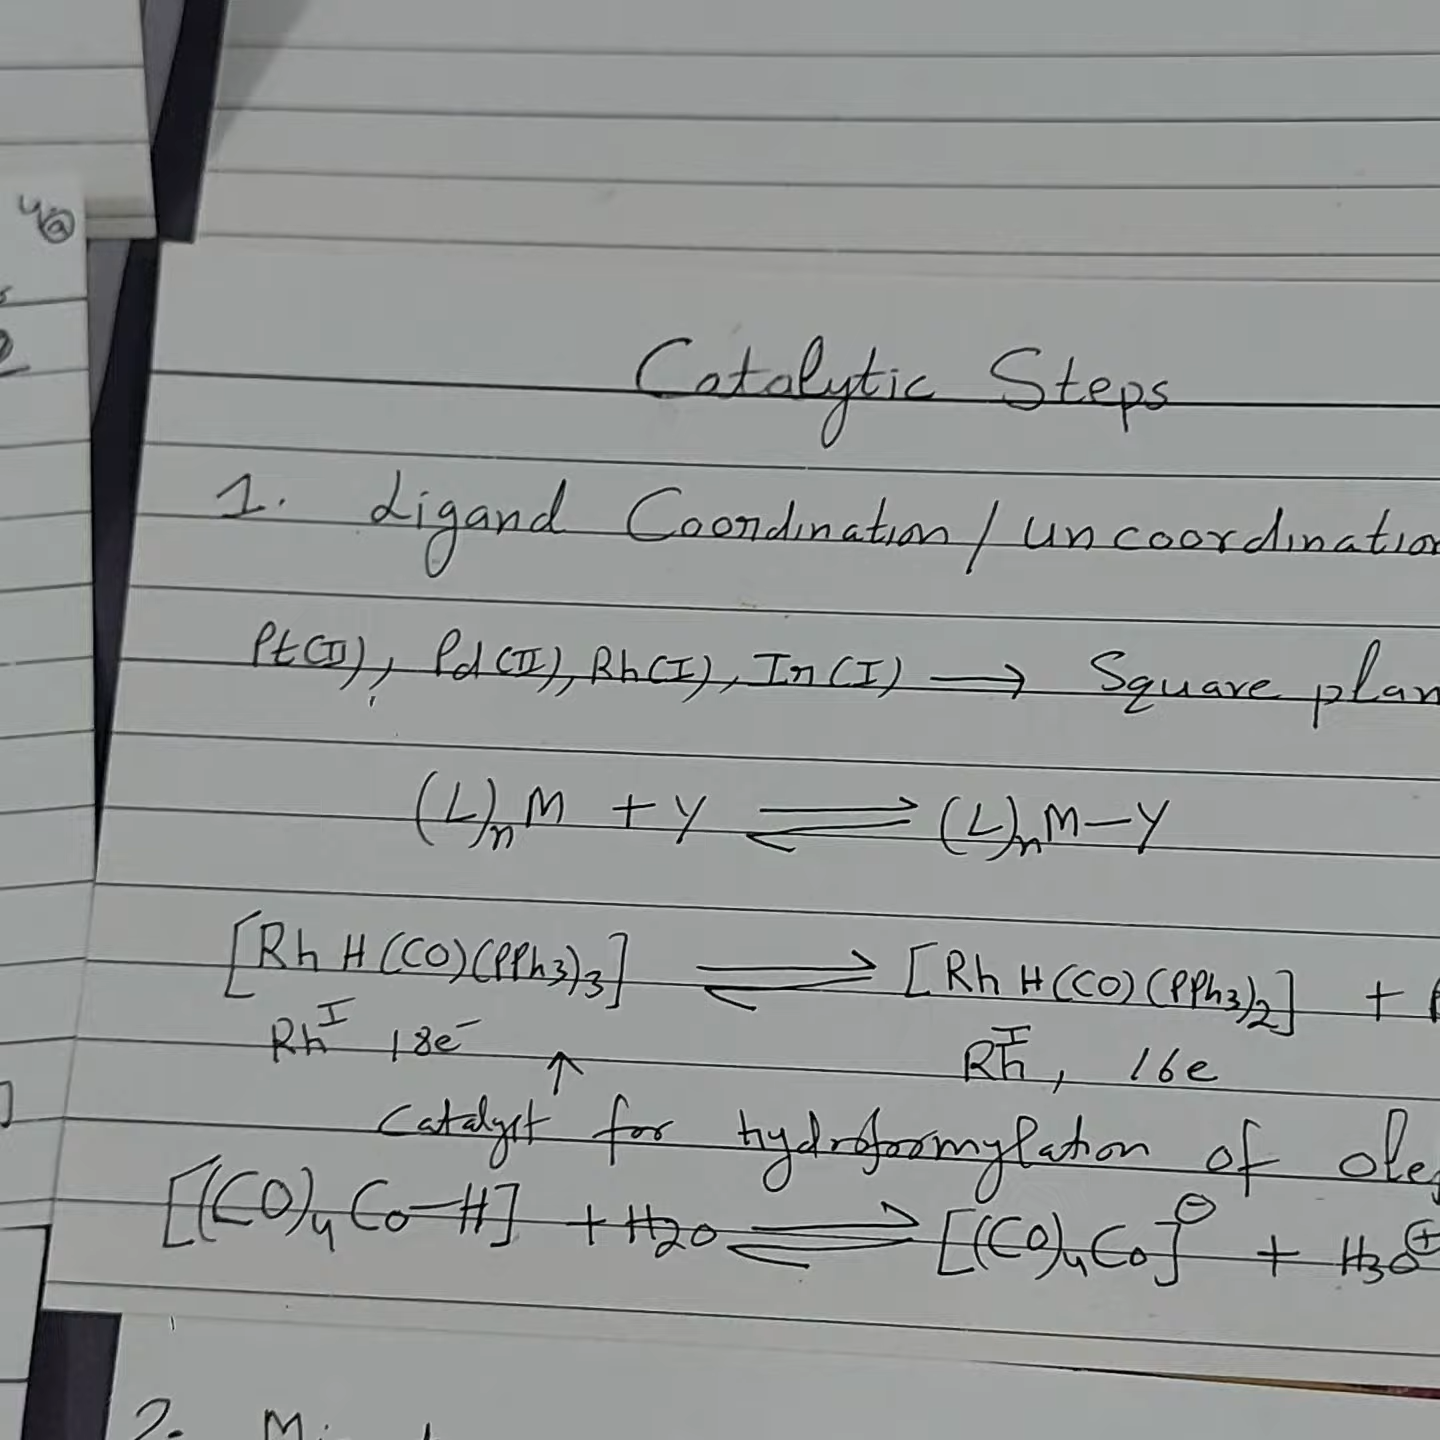 4(a)
Catalytic Steps
1. Ligand Coordination / uncoordination
Pt(II), Pd(II), Rh(I), In(I) → Square plan
(L)ₙM + Y ⇌ (L)ₙM–Y
[RhH(CO)(PPh3)₃] ⇌ [RhH(CO)(PPh3)₂] +
Rhᴵ 18e⁻ Rhᴵ, 16e
↑
Catalyst for hydroformylation of ole
[(CO)₄Co–H] + H2O ⇌ [(CO)₄Co]⊖ + H3O⊕
2.